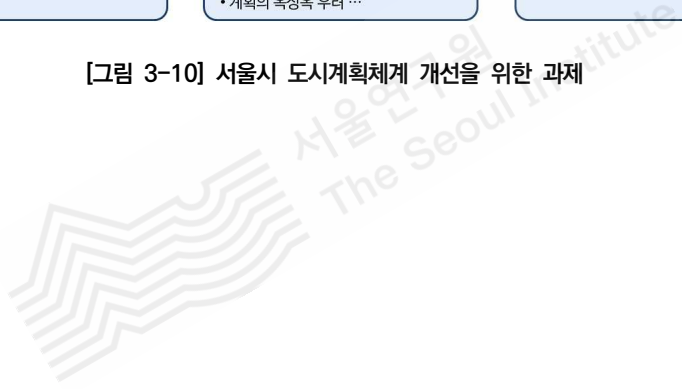 • 계획의 옥상옥 우려 …
[그림 3-10] 서울시 도시계획체계 개선을 위한 과제
서울연구원
The Seoul Institute